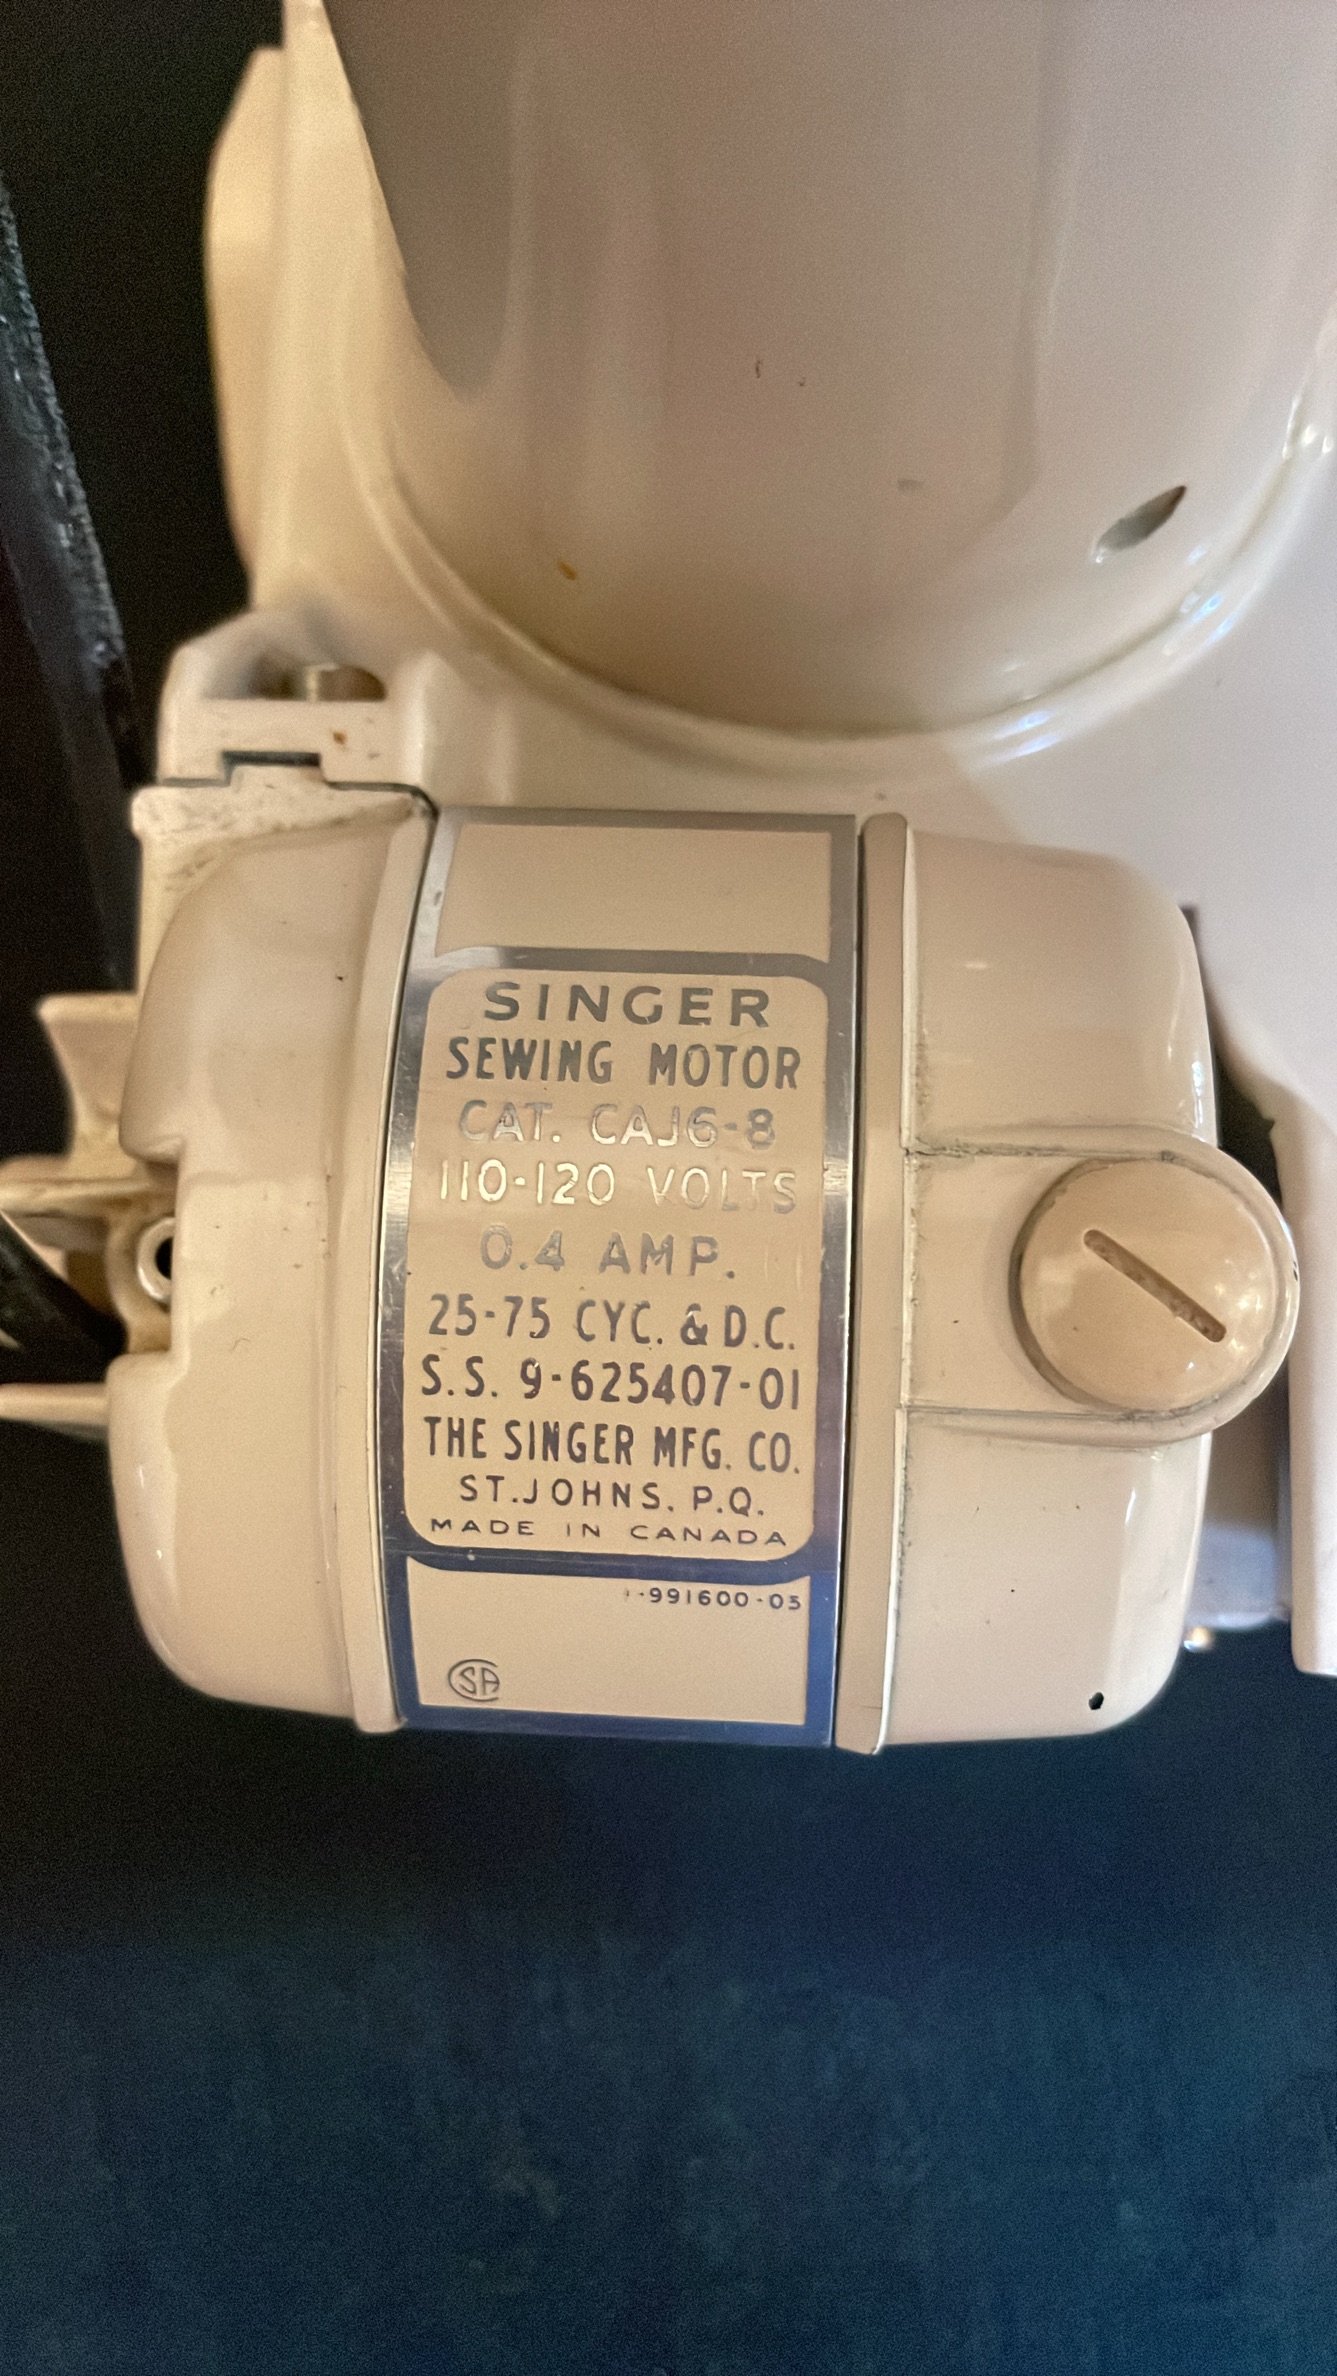 SINGER
SEWING MOTOR
CAT. CAJ6-8
110-120 VOLTS
0.4 AMP.
25-75 CYC. & D.C.
S.S. 9-625407-01
THE SINGER MFG. CO.
ST. JOHNS, P.Q.
MADE IN CANADA
-991600-05
CSA